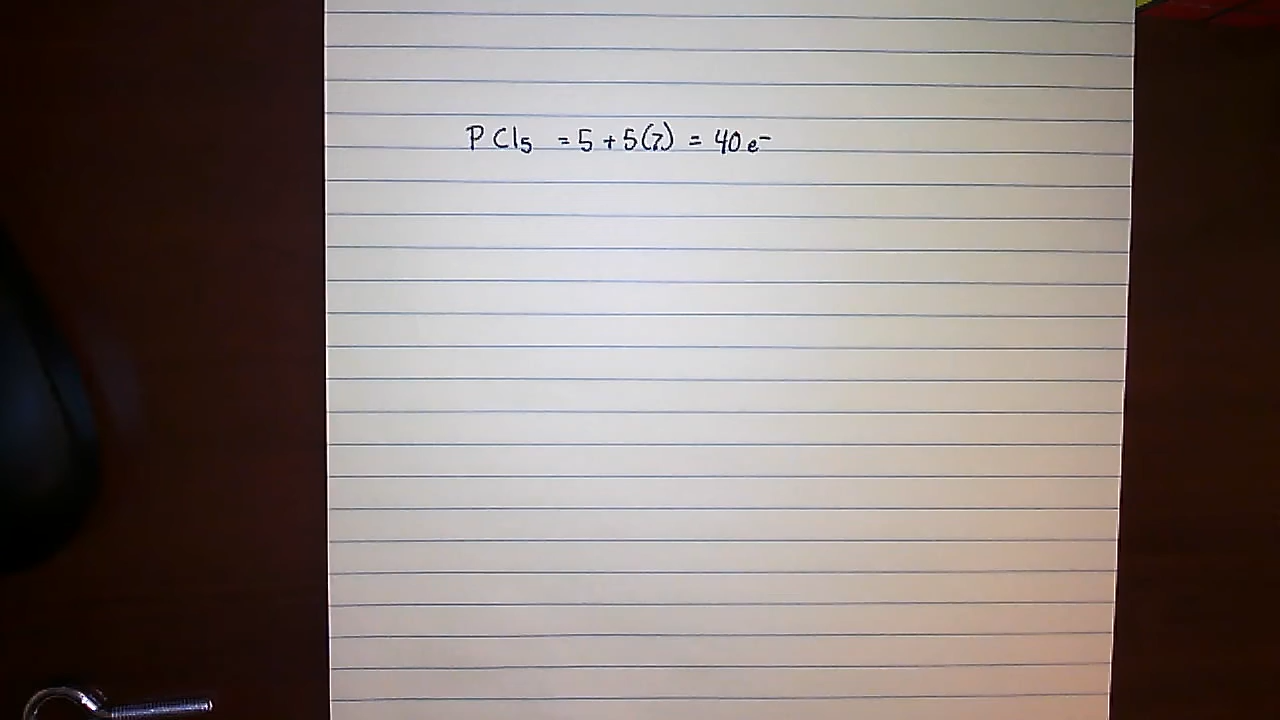 PCl5 = 5 + 5(7) = 40 e-